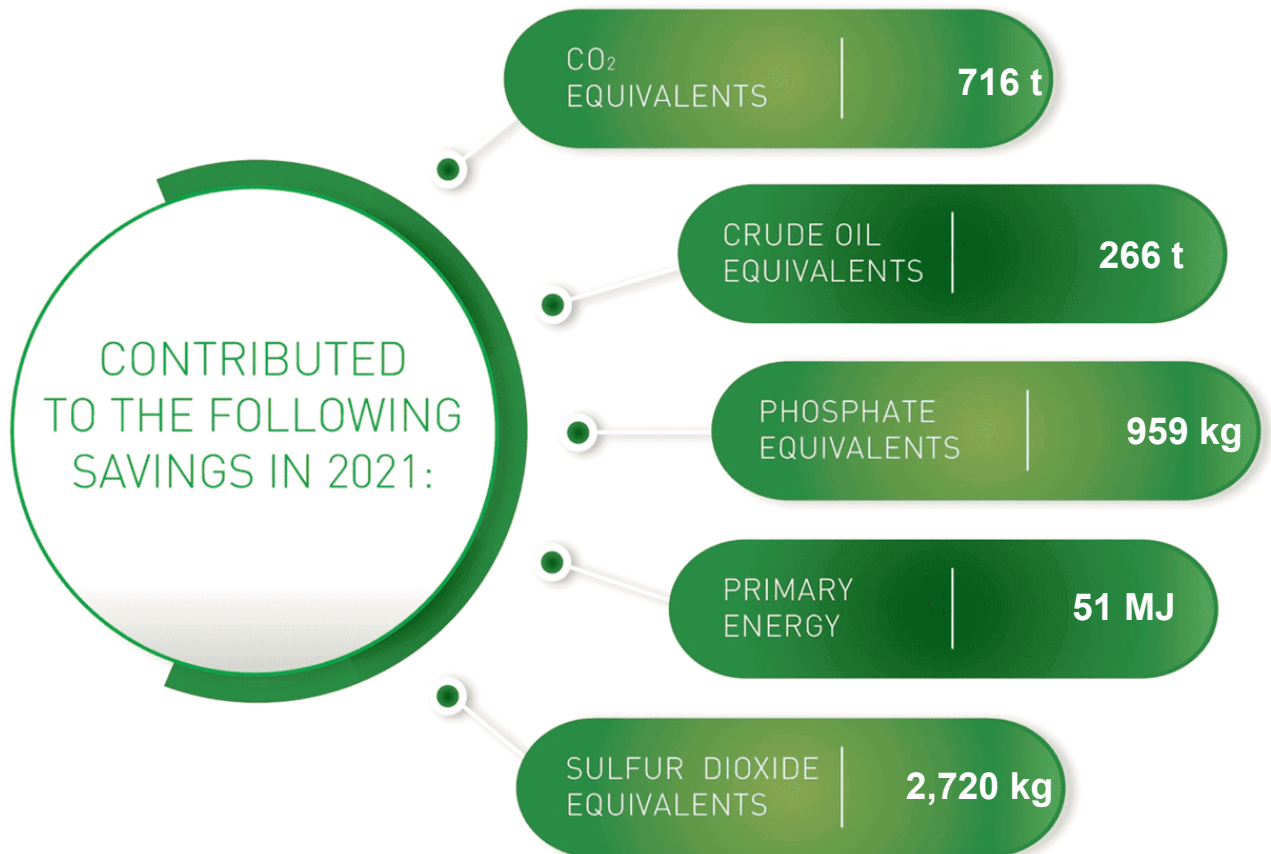 CONTRIBUTED
TO THE FOLLOWING
SAVINGS IN 2021:
CO₂
EQUIVALENTS
716 t
CRUDE OIL
EQUIVALENTS
266 t
PHOSPHATE
EQUIVALENTS
959 kg
PRIMARY
ENERGY
51 MJ
SULFUR DIOXIDE
EQUIVALENTS
2,720 kg